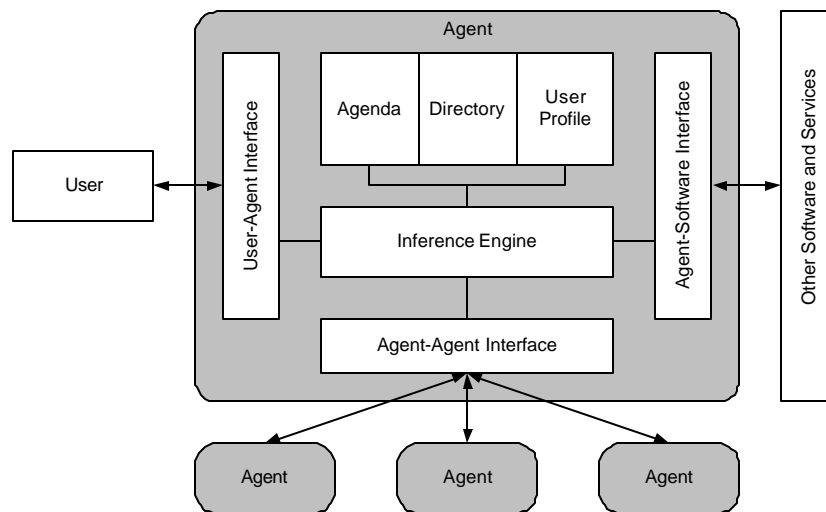 Agent
User-Agent Interface
Agenda
Directory
User
Profile
Agent-Software Interface
Other Software and Services
User
Inference Engine
Agent-Agent Interface
Agent
Agent
Agent